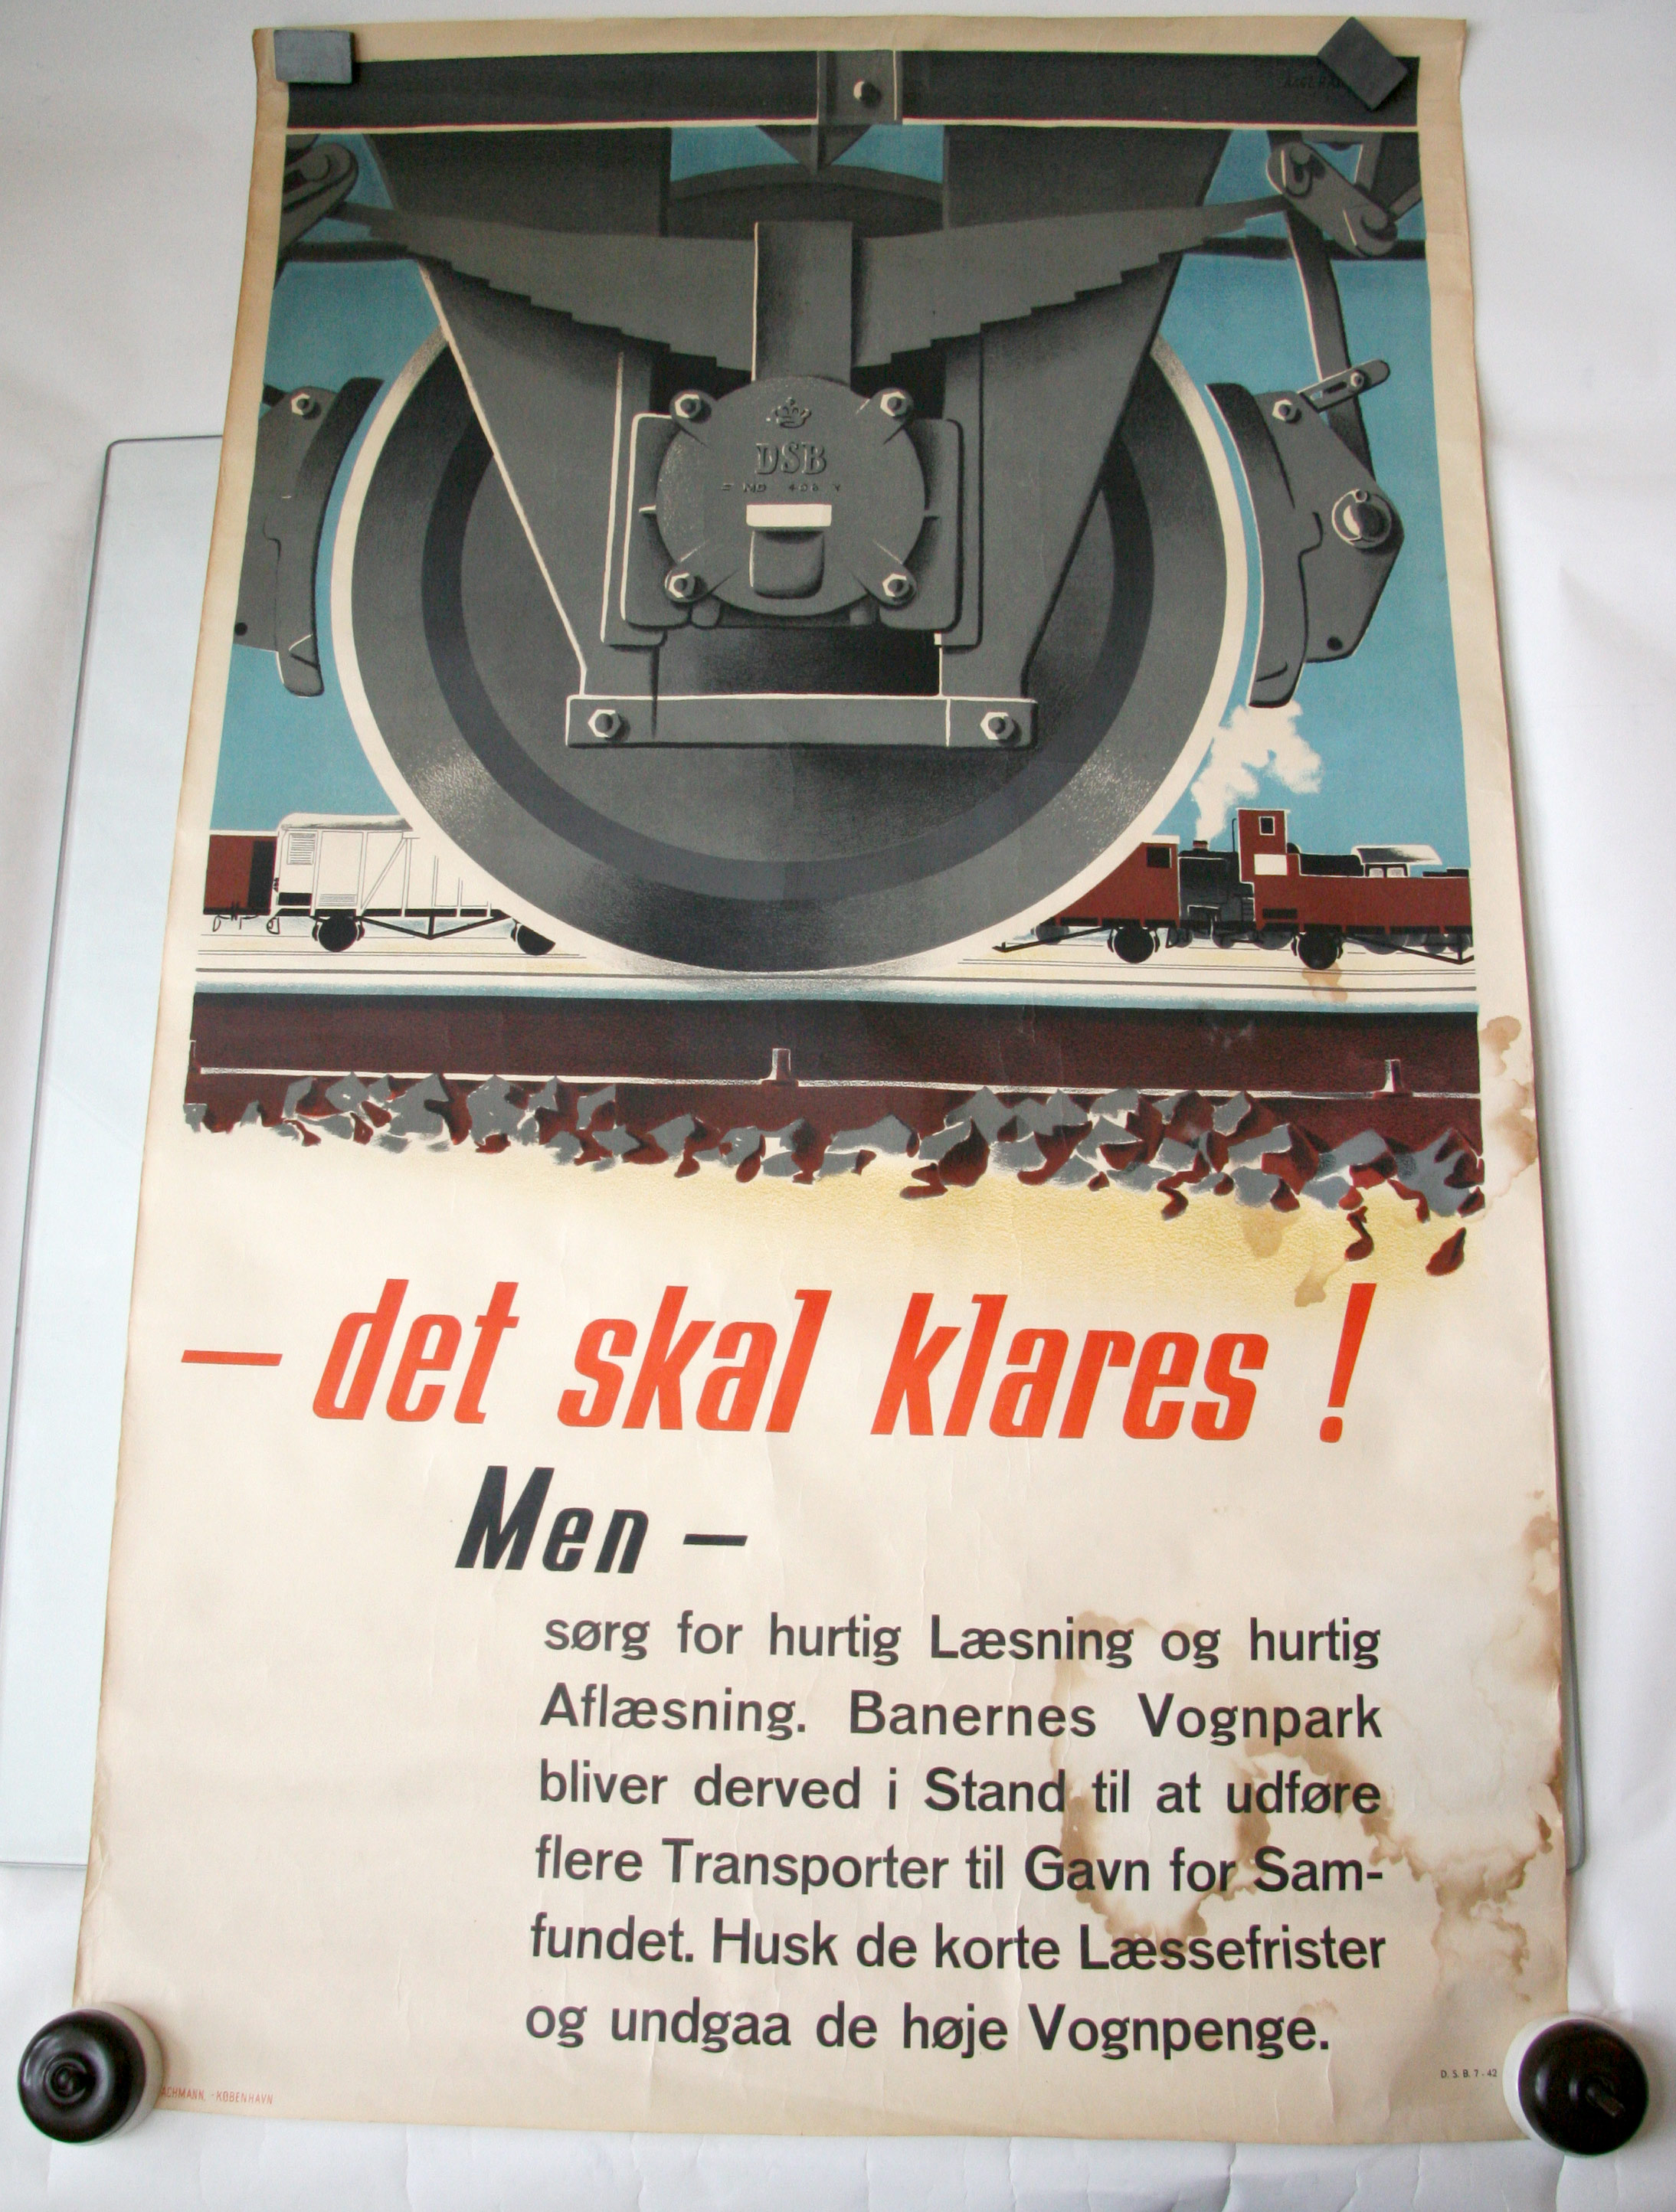 DSB
– det skal klares !
Men –
sørg for hurtig Læsning og hurtig
Aflæsning. Banernes Vognpark
bliver derved i Stand til at udføre
flere Transporter til Gavn for Sam-
fundet. Husk de korte Læssefrister
og undgaa de høje Vognpenge.
D. S. B. 7 - 42
- KØBENHAVN